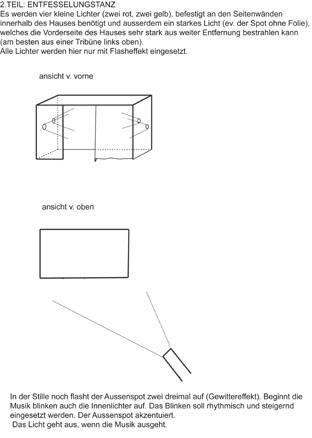 2.TEIL: ENTFESSELUNGSTANZ
Es werden vier kleine Lichter (zwei rot, zwei gelb), befestigt an den Seitenwänden
innerhalb des Hauses benötigt und ausserdem ein starkes Licht (ev. der Spot ohne Folie),
welches die Vorderseite des Hauses sehr stark aus weiter Entfernung bestrahlen kann
(am besten aus einer Tribüne links oben).
Alle Lichter werden hier nur mit Flasheffekt eingesetzt.
ansicht v. vorne
ansicht v. oben
In der Stille noch flasht der Aussenspot zwei dreimal auf (Gewittereffekt). Beginnt die
Musik blinken auch die Innenlichter auf. Das Blinken soll rhythmisch und steigernd
eingesetzt werden. Der Aussenspot akzentuiert.
Das Licht geht aus, wenn die Musik ausgeht.